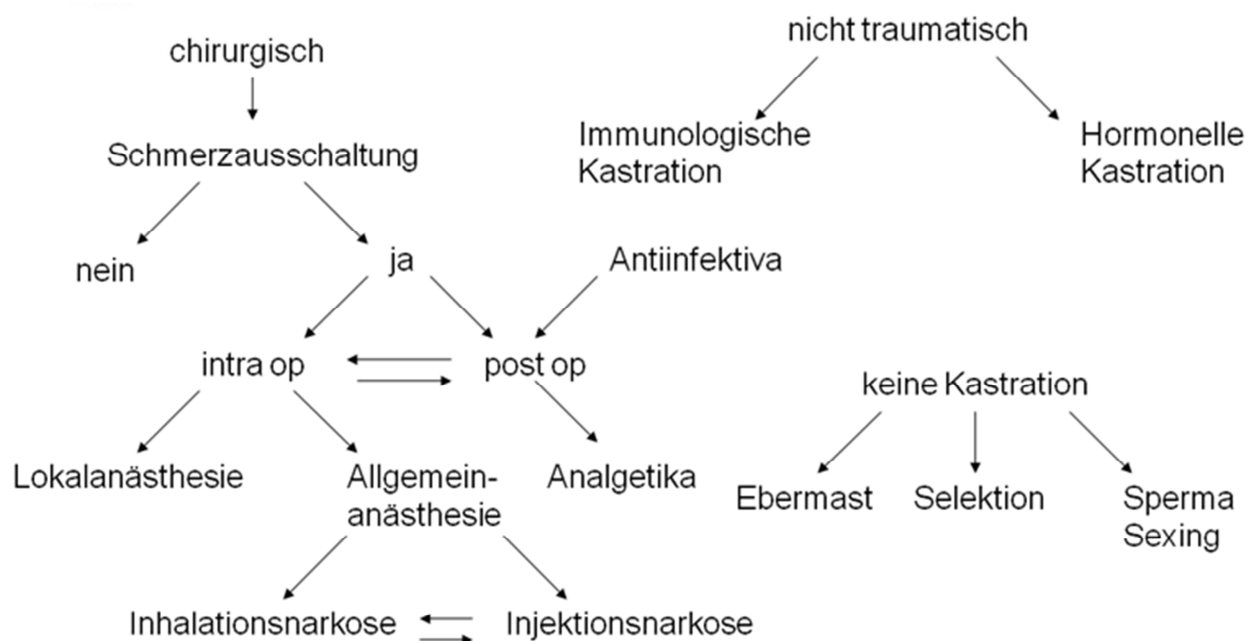 chirurgisch
Schmerzausschaltung
nein
ja
Antiinfektiva
intra op
post op
Lokalanästhesie
Allgemein-
anästhesie
Analgetika
Inhalationsnarkose
Injektionsnarkose
nicht traumatisch
Immunologische
Kastration
Hormonelle
Kastration
keine Kastration
Ebermast
Selektion
Sperma
Sexing